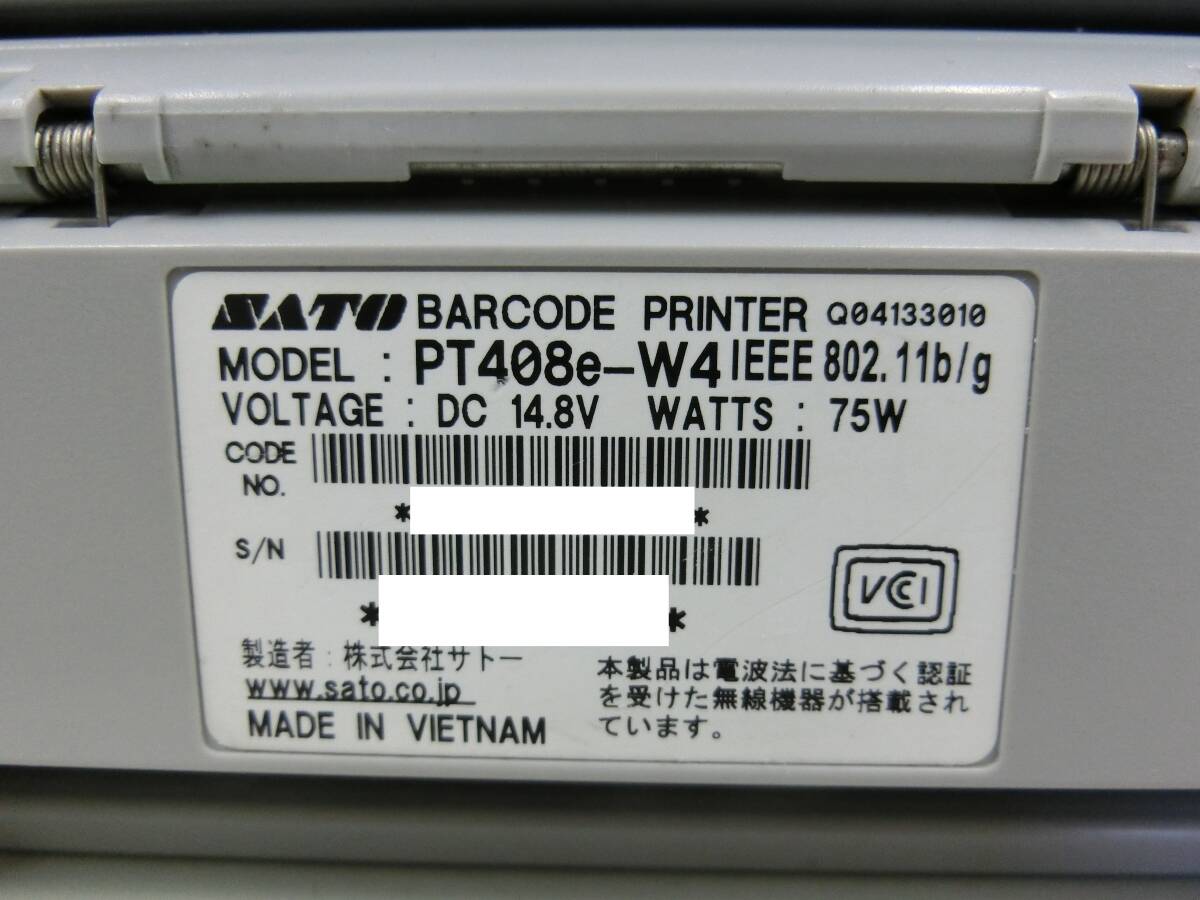 SATO BARCODE PRINTER Q04133010
MODEL : PT408e-W4 IEEE 802.11b/g
VOLTAGE : DC 14.8V WATTS : 75W
CODE NO.
* *
S/N
* *
VCCI
製造者 : 株式会社サトー
www.sato.co.jp
MADE IN VIETNAM
本製品は電波法に基づく認証
を受けた無線機器が搭載され
ています。